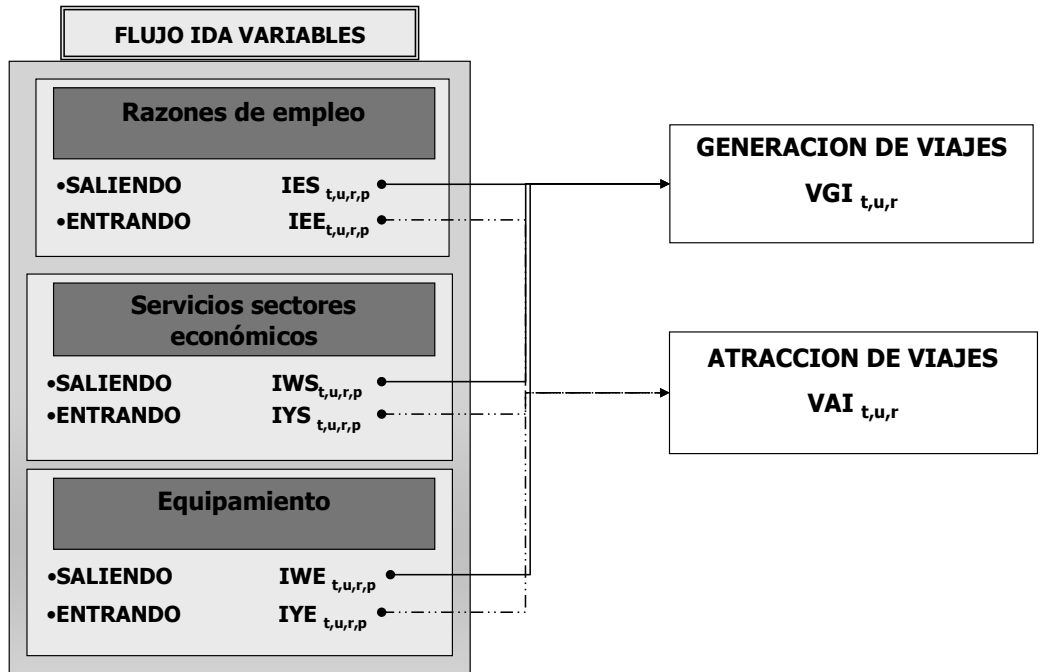 FLUJO IDA VARIABLES
Razones de empleo
•SALIENDO IES t,u,r,p
•ENTRANDO IEE t,u,r,p
Servicios sectores
económicos
•SALIENDO IWS t,u,r,p
•ENTRANDO IYS t,u,r,p
Equipamiento
•SALIENDO IWE t,u,r,p
•ENTRANDO IYE t,u,r,p
GENERACION DE VIAJES
VGI t,u,r
ATRACCION DE VIAJES
VAI t,u,r